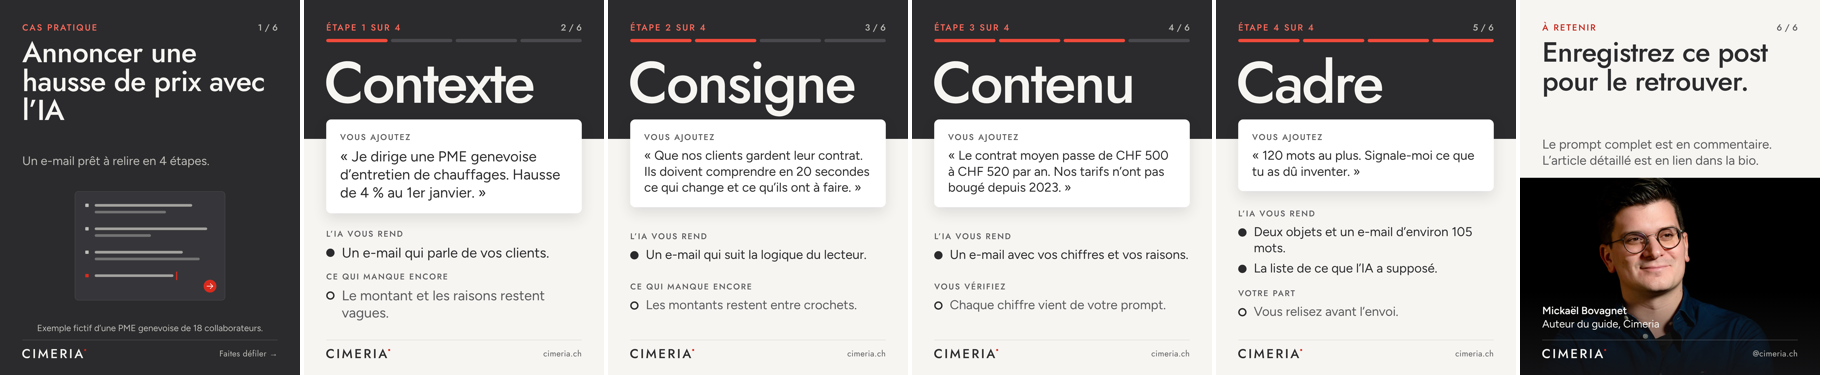 CAS PRATIQUE
1 / 6
Annoncer une
hausse de prix avec
l’IA
Un e-mail prêt à relire en 4 étapes.
Exemple fictif d’une PME genevoise de 18 collaborateurs.
CIMERIA
Faites défiler →
ÉTAPE 1 SUR 4
2 / 6
Contexte
VOUS AJOUTEZ
« Je dirige une PME genevoise
d’entretien de chauffages. Hausse
de 4 % au 1er janvier. »
L’IA VOUS REND
Un e-mail qui parle de vos clients.
CE QUI MANQUE ENCORE
Le montant et les raisons restent
vagues.
CIMERIA
cimeria.ch
ÉTAPE 2 SUR 4
3 / 6
Consigne
VOUS AJOUTEZ
« Que nos clients gardent leur contrat.
Ils doivent comprendre en 20 secondes
ce qui change et ce qu’ils ont à faire. »
L’IA VOUS REND
Un e-mail qui suit la logique du lecteur.
CE QUI MANQUE ENCORE
Les montants restent entre crochets.
CIMERIA
cimeria.ch
ÉTAPE 3 SUR 4
4 / 6
Contenu
VOUS AJOUTEZ
« Le contrat moyen passe de CHF 500
à CHF 520 par an. Nos tarifs n’ont pas
bougé depuis 2023. »
L’IA VOUS REND
Un e-mail avec vos chiffres et vos raisons.
VOUS VÉRIFIEZ
Chaque chiffre vient de votre prompt.
CIMERIA
cimeria.ch
ÉTAPE 4 SUR 4
5 / 6
Cadre
VOUS AJOUTEZ
« 120 mots au plus. Signale-moi ce que
tu as dû inventer. »
L’IA VOUS REND
Deux objets et un e-mail d’environ 105
mots.
La liste de ce que l’IA a supposé.
VOTRE PART
Vous relisez avant l’envoi.
CIMERIA
cimeria.ch
À RETENIR
6 / 6
Enregistrez ce post
pour le retrouver.
Le prompt complet est en commentaire.
L’article détaillé est en lien dans la bio.
Mickaël Bovagnet
Auteur du guide, Cimeria
CIMERIA
@cimeria.ch